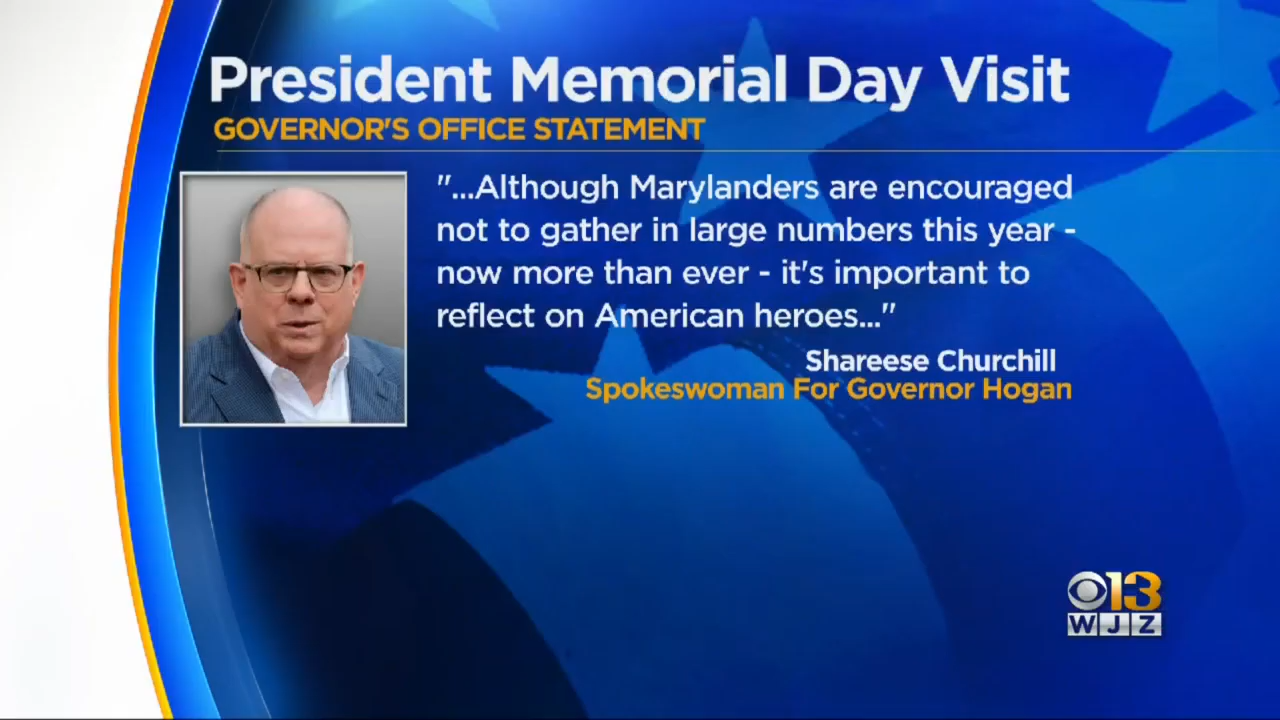 President Memorial Day Visit
GOVERNOR'S OFFICE STATEMENT
"...Although Marylanders are encouraged
not to gather in large numbers this year -
now more than ever - it's important to
reflect on American heroes..."
Shareese Churchill
Spokeswoman For Governor Hogan
13
WJZ